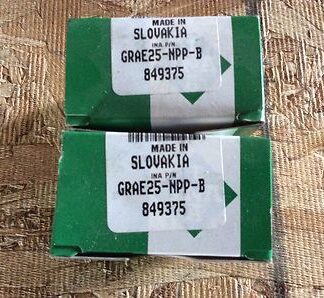 MADE IN
SLOVAKIA
INA P/N
GRAE25-NPP-B
849375
MADE IN
SLOVAKIA
INA P/N
GRAE25-NPP-B
849375